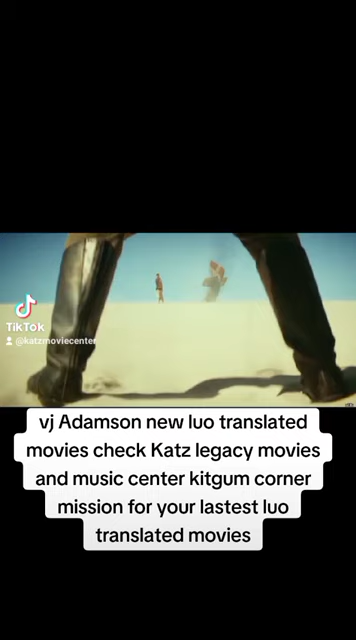 TikTok
@katzmoviecenter
vj Adamson new luo translated
movies check Katz legacy movies
and music center kitgum corner
mission for your lastest luo
translated movies